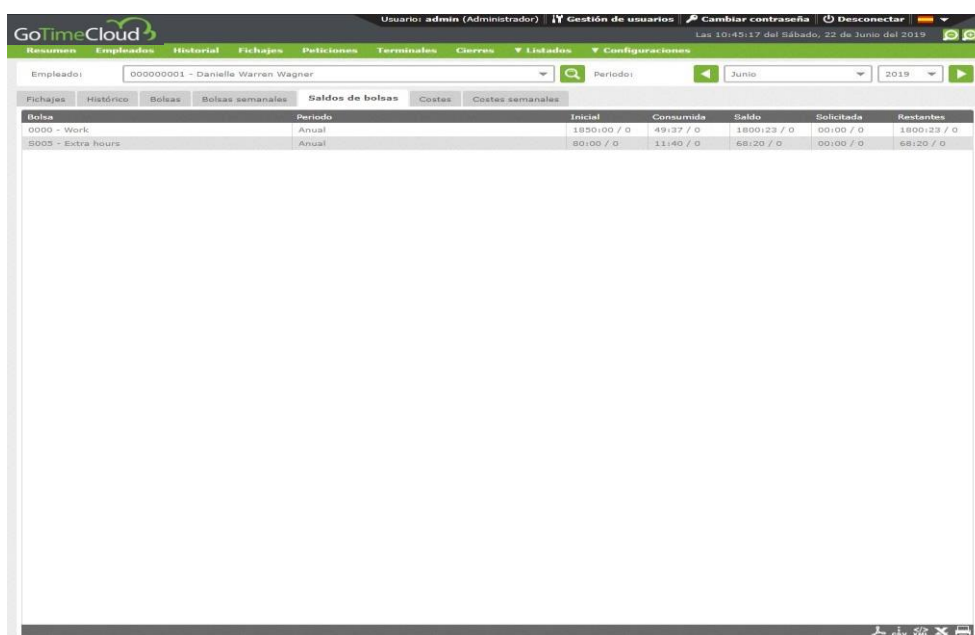 Usuario: admin (Administrador) Gestión de usuarios Cambiar contraseña Desconectar
GoTimeCloud
Las 10:45:17 del Sábado, 22 de Junio del 2019
Resumen Empleados Historial Fichajes Peticiones Terminales Cierres ▼ Listados ▼ Configuraciones
Empleado: 000000001 - Danielle Warren Wagner Periodo: Junio 2019
Fichajes Histórico Bolsas Bolsas semanales Saldos de bolsas Costes Costes semanales
Bolsa Periodo Inicial Consumida Saldo Solicitada Restantes
0000 - Work Anual 1850:00 / 0 49:37 / 0 1800:23 / 0 00:00 / 0 1800:23 / 0
S005 - Extra hours Anual 80:00 / 0 11:40 / 0 68:20 / 0 00:00 / 0 68:20 / 0